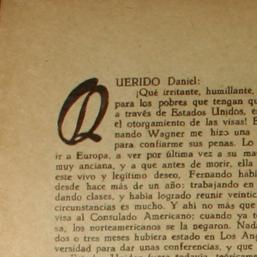 QUERIDO Daniel:
¡Qué irritante, humillante,
para los pobres que tengan qu
a través de Estados Unidos, es
el otorgamiento de las visas! E
nando Wagner me hizo una
para confiarme sus penas. Lo
ir a Europa, a ver por última vez a su ma
muy anciana, y a que antes de morir, ella
este vivo y legítimo deseo, Fernando habí
desde hace más de un año: trabajando en
dando clases, y había logrado reunir veintic
circunstancias es mucho. Y ahí no más que
visa al Consulado Americano; cuando ya te
sa, los norteamericanos se la pegaron. Nada
dos o tres meses hubiera estado en Los Ang
versidad para dar unas conferencias, y que